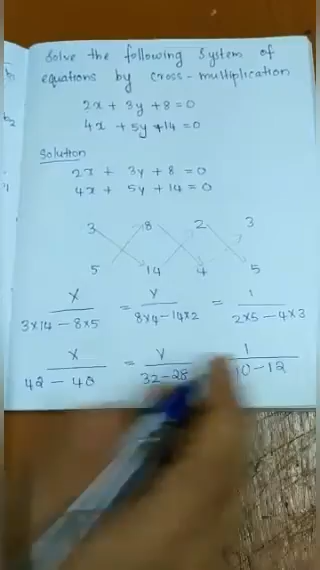 Solve the following System of
equations by cross-multiplication
2x + 3y + 8 = 0
4x + 5y + 14 = 0
Solution
2x + 3y + 8 = 0
4x + 5y + 14 = 0
3 8 2 3
5 14 4 5
x/3×14 – 8×5 = y/8×4 – 14×2 = 1/2×5 – 4×3
x/42 – 40 = y/32 – 28 1/10 – 12